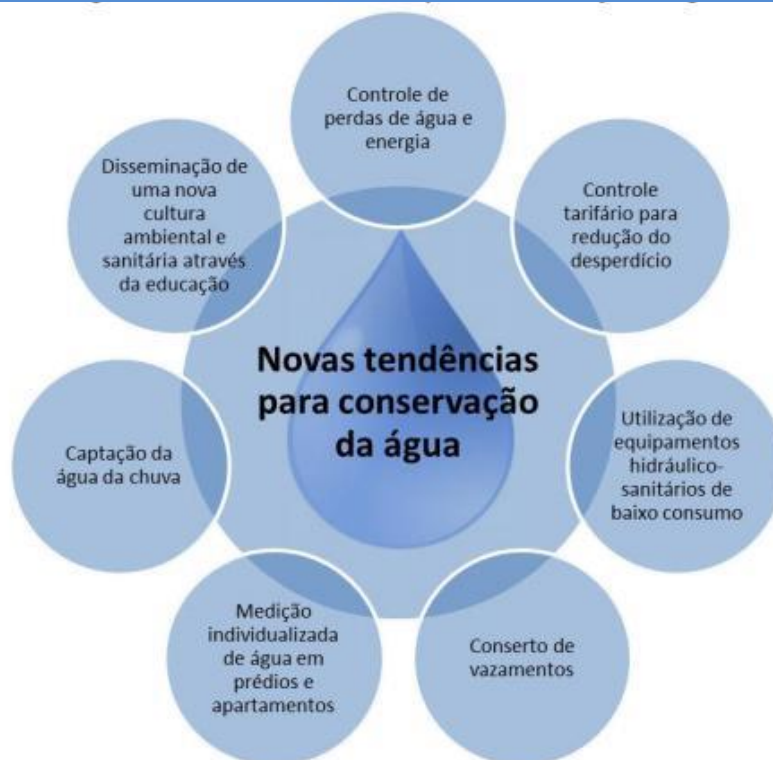 Novas tendências
para conservação
da água
Controle de
perdas de água e
energia
Controle
tarifário para
redução do
desperdício
Utilização de
equipamentos
hidráulico-
sanitários de
baixo consumo
Conserto de
vazamentos
Medição
individualizada
de água em
prédios e
apartamentos
Captação da
água da chuva
Disseminação de
uma nova
cultura
ambiental e
sanitária através
da educação